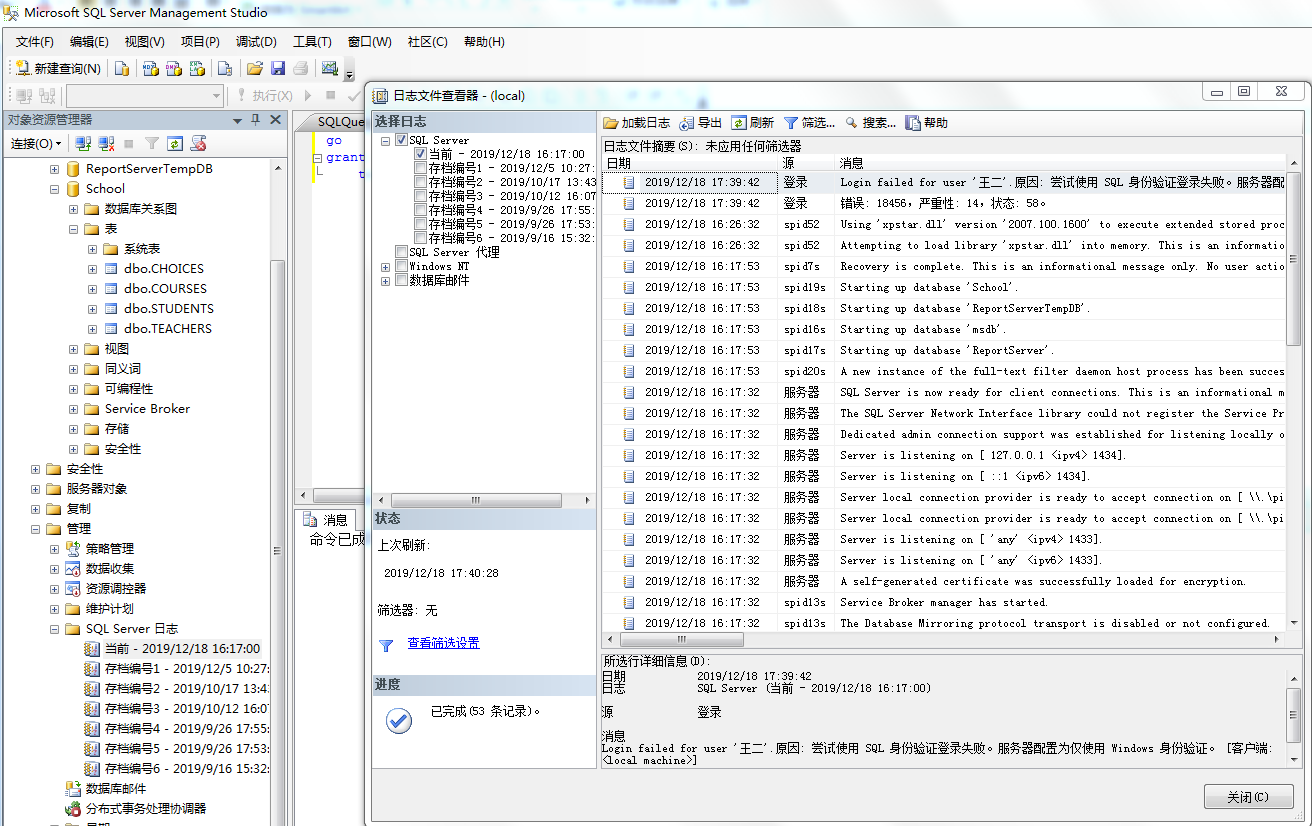 Microsoft SQL Server Management Studio
文件(F) 编辑(E) 视图(V) 项目(P) 调试(D) 工具(T) 窗口(W) 社区(C) 帮助(H)
新建查询(N)
执行(X)
对象资源管理器
连接(O)
ReportServerTempDB
School
数据库关系图
表
系统表
dbo.CHOICES
dbo.COURSES
dbo.STUDENTS
dbo.TEACHERS
视图
同义词
可编程性
Service Broker
存储
安全性
安全性
服务器对象
复制
管理
策略管理
数据收集
资源调控器
维护计划
SQL Server 日志
当前 - 2019/12/18 16:17:00
存档编号1 - 2019/12/5 10:27:
存档编号2 - 2019/10/17 13:4
存档编号3 - 2019/10/12 16:0
存档编号4 - 2019/9/26 17:55:
存档编号5 - 2019/9/26 17:53:
存档编号6 - 2019/9/16 15:32:
数据库邮件
分布式事务处理协调器
SQLQue
go
grant
t
消息
命令已成
日志文件查看器 - (local)
选择日志
SQL Server
当前 - 2019/12/18 16:17:00
存档编号1 - 2019/12/5 10:27:
存档编号2 - 2019/10/17 13:43
存档编号3 - 2019/10/12 16:07
存档编号4 - 2019/9/26 17:55:
存档编号5 - 2019/9/26 17:53:
存档编号6 - 2019/9/16 15:32:
SQL Server 代理
Windows NT
数据库邮件
状态
上次刷新:
2019/12/18 17:40:28
筛选器: 无
查看筛选设置
进度
已完成(53 条记录)。
加载日志 导出 刷新 筛选... 搜索... 帮助
日志文件摘要(S): 未应用任何筛选器
日期 源 消息
2019/12/18 17:39:42 登录 Login failed for user '王二'.原因: 尝试使用 SQL 身份验证登录失败。服务器配
2019/12/18 17:39:42 登录 错误: 18456，严重性: 14，状态: 58。
2019/12/18 16:26:32 spid52 Using 'xpstar.dll' version '2007.100.1600' to execute extended stored proc
2019/12/18 16:26:32 spid52 Attempting to load library 'xpstar.dll' into memory. This is an informatio
2019/12/18 16:17:53 spid7s Recovery is complete. This is an informational message only. No user actio
2019/12/18 16:17:53 spid19s Starting up database 'School'.
2019/12/18 16:17:53 spid18s Starting up database 'ReportServerTempDB'.
2019/12/18 16:17:53 spid16s Starting up database 'msdb'.
2019/12/18 16:17:53 spid17s Starting up database 'ReportServer'.
2019/12/18 16:17:53 spid20s A new instance of the full-text filter daemon host process has been succes
2019/12/18 16:17:32 服务器 SQL Server is now ready for client connections. This is an informational m
2019/12/18 16:17:32 服务器 The SQL Server Network Interface library could not register the Service Pr
2019/12/18 16:17:32 服务器 Dedicated admin connection support was established for listening locally o
2019/12/18 16:17:32 服务器 Server is listening on [ 127.0.0.1 <ipv4> 1434].
2019/12/18 16:17:32 服务器 Server is listening on [ ::1 <ipv6> 1434].
2019/12/18 16:17:32 服务器 Server local connection provider is ready to accept connection on [ \\.\pi
2019/12/18 16:17:32 服务器 Server local connection provider is ready to accept connection on [ \\.\pi
2019/12/18 16:17:32 服务器 Server is listening on [ 'any' <ipv4> 1433].
2019/12/18 16:17:32 服务器 Server is listening on [ 'any' <ipv6> 1433].
2019/12/18 16:17:32 服务器 A self-generated certificate was successfully loaded for encryption.
2019/12/18 16:17:32 spid13s Service Broker manager has started.
2019/12/18 16:17:32 spid13s The Database Mirroring protocol transport is disabled or not configured.
所选行详细信息(D):
日期 2019/12/18 17:39:42
日志 SQL Server (当前 - 2019/12/18 16:17:00)
源 登录
消息
Login failed for user '王二'.原因: 尝试使用 SQL 身份验证登录失败。服务器配置为仅使用 Windows 身份验证。 [客户端:
<local machine>]
关闭(C)